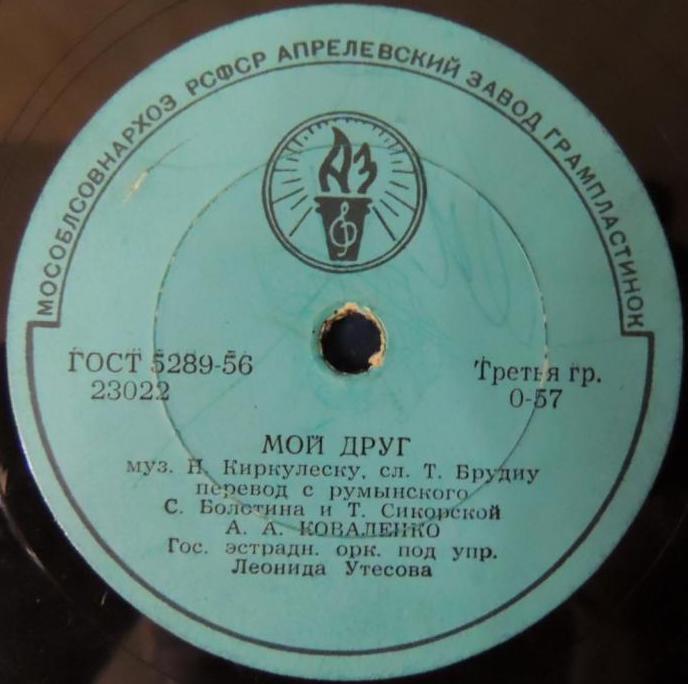 МОСОБЛСОВНАРХОЗ РСФСР АПРЕЛЕВСКИЙ ЗАВОД ГРАМПЛАСТИНОК
АЗ
ГОСТ 5289-56
23022
Третья гр.
0-57
МОЙ ДРУГ
муз. Н. Киркулеску, сл. Т. Брудиу
перевод с румынского
С. Болотина и Т. Сикорской
А. А. КОВАЛЕНКО
Гос. эстрадн. орк. под упр.
Леонида Утесова